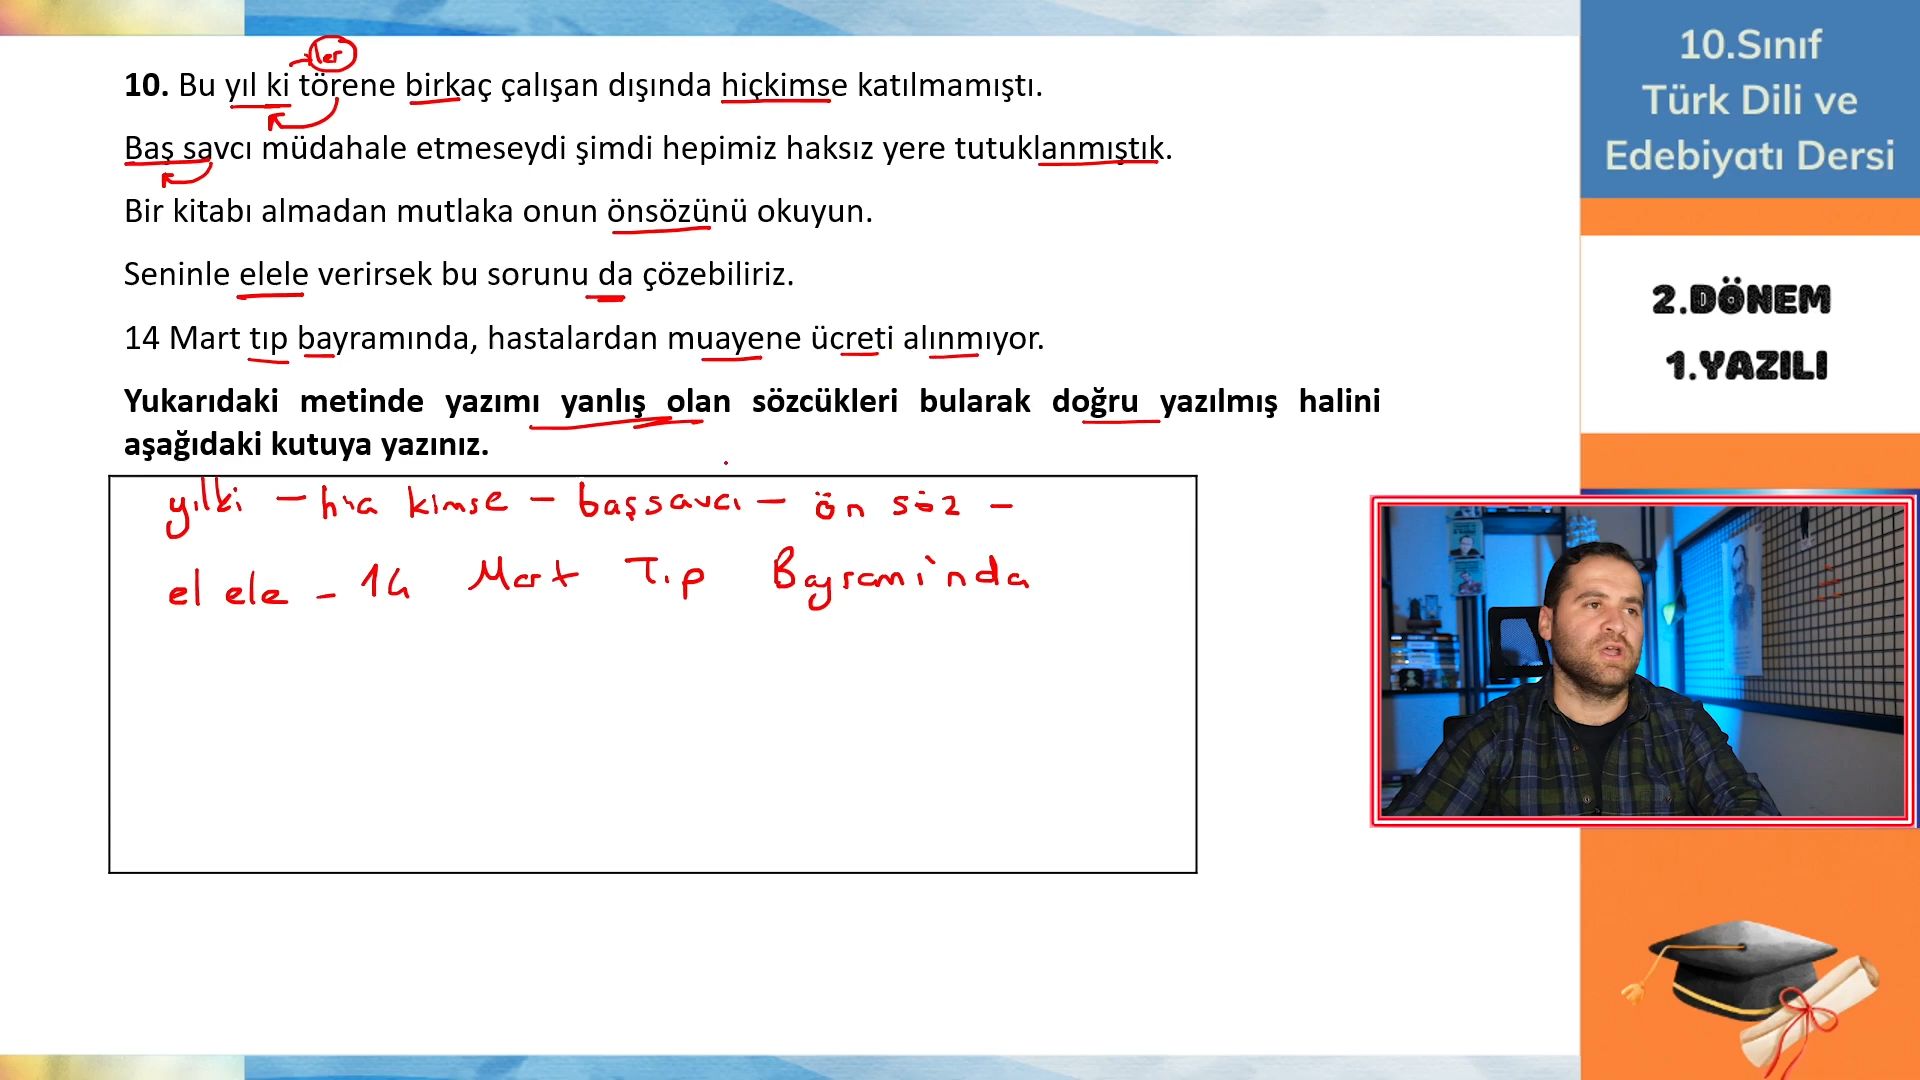 ler
10. Bu yıl ki törene birkaç çalışan dışında hiçkimse katılmamıştı.
Baş savcı müdahale etmeseydi şimdi hepimiz haksız yere tutuklanmıştık.
Bir kitabı almadan mutlaka onun önsözünü okuyun.
Seninle elele verirsek bu sorunu da çözebiliriz.
14 Mart tıp bayramında, hastalardan muayene ücreti alınmıyor.
Yukarıdaki metinde yazımı yanlış olan sözcükleri bularak doğru yazılmış halini
aşağıdaki kutuya yazınız.
yılki – hiç kimse – başsavcı – ön söz –
el ele – 14 Mart Tıp Bayramı'nda
10.Sınıf
Türk Dili ve
Edebiyatı Dersi
2.DÖNEM
1.YAZILI